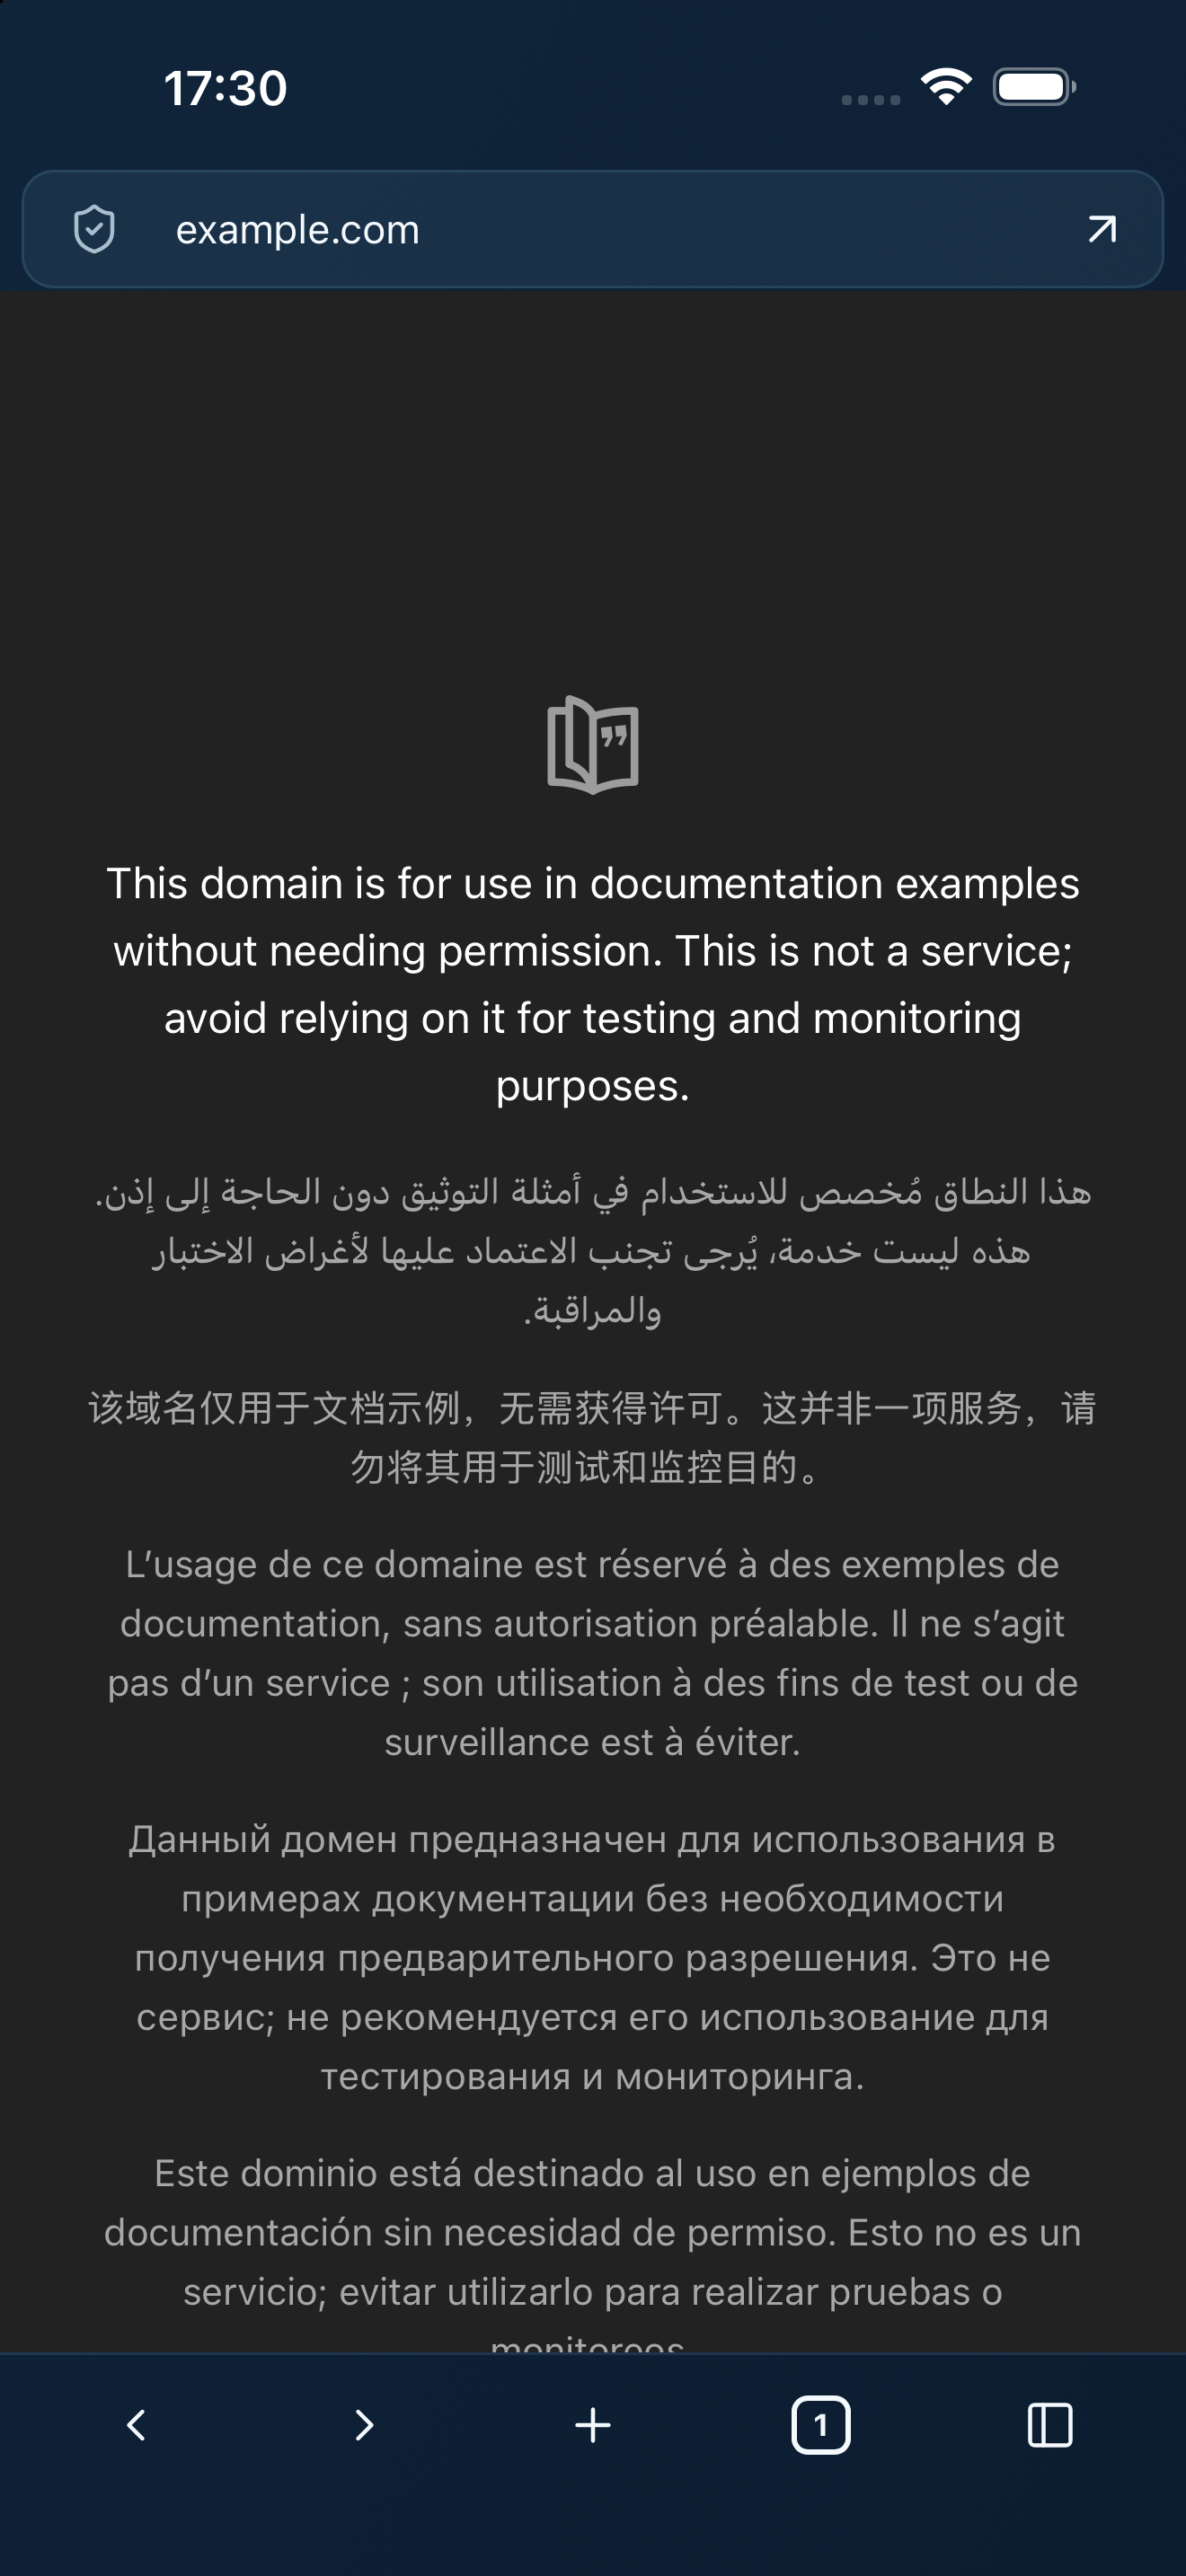 17:30
example.com
This domain is for use in documentation examples
without needing permission. This is not a service;
avoid relying on it for testing and monitoring
purposes.
هذا النطاق مُخصص للاستخدام في أمثلة التوثيق دون الحاجة إلى إذن.
هذه ليست خدمة، يُرجى تجنب الاعتماد عليها لأغراض الاختبار
والمراقبة.
该域名仅用于文档示例，无需获得许可。这并非一项服务，请
勿将其用于测试和监控目的。
L’usage de ce domaine est réservé à des exemples de
documentation, sans autorisation préalable. Il ne s’agit
pas d’un service ; son utilisation à des fins de test ou de
surveillance est à éviter.
Данный домен предназначен для использования в
примерах документации без необходимости
получения предварительного разрешения. Это не
сервис; не рекомендуется его использование для
тестирования и мониторинга.
Este dominio está destinado al uso en ejemplos de
documentación sin necesidad de permiso. Esto no es un
servicio; evitar utilizarlo para realizar pruebas o
1